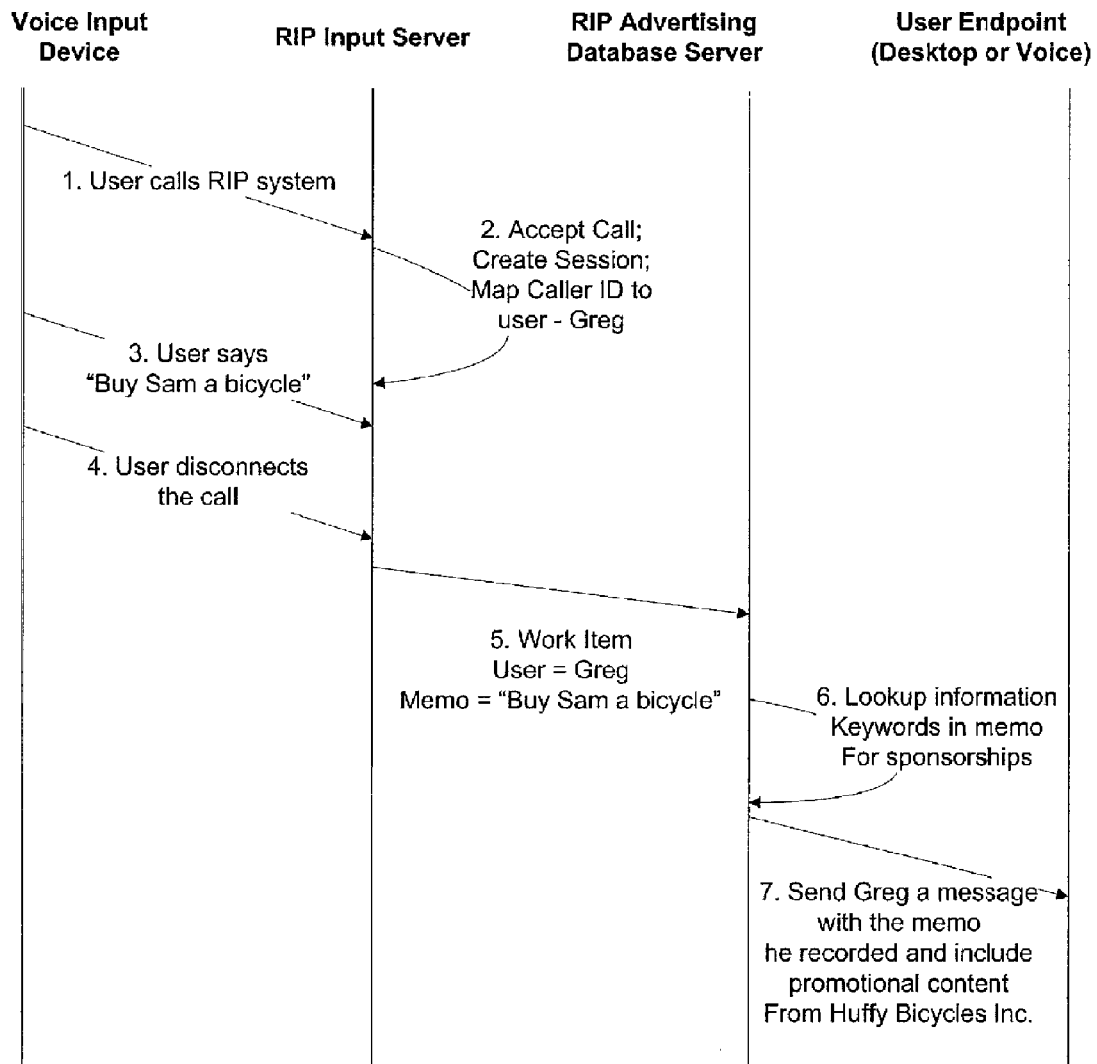 Voice Input
Device
RIP Input Server
RIP Advertising
Database Server
User Endpoint
(Desktop or Voice)
1. User calls RIP system
2. Accept Call;
Create Session;
Map Caller ID to
user - Greg
3. User says
"Buy Sam a bicycle"
4. User disconnects
the call
5. Work Item
User = Greg
Memo = "Buy Sam a bicycle"
6. Lookup information
Keywords in memo
For sponsorships
7. Send Greg a message
with the memo
he recorded and include
promotional content
From Huffy Bicycles Inc.